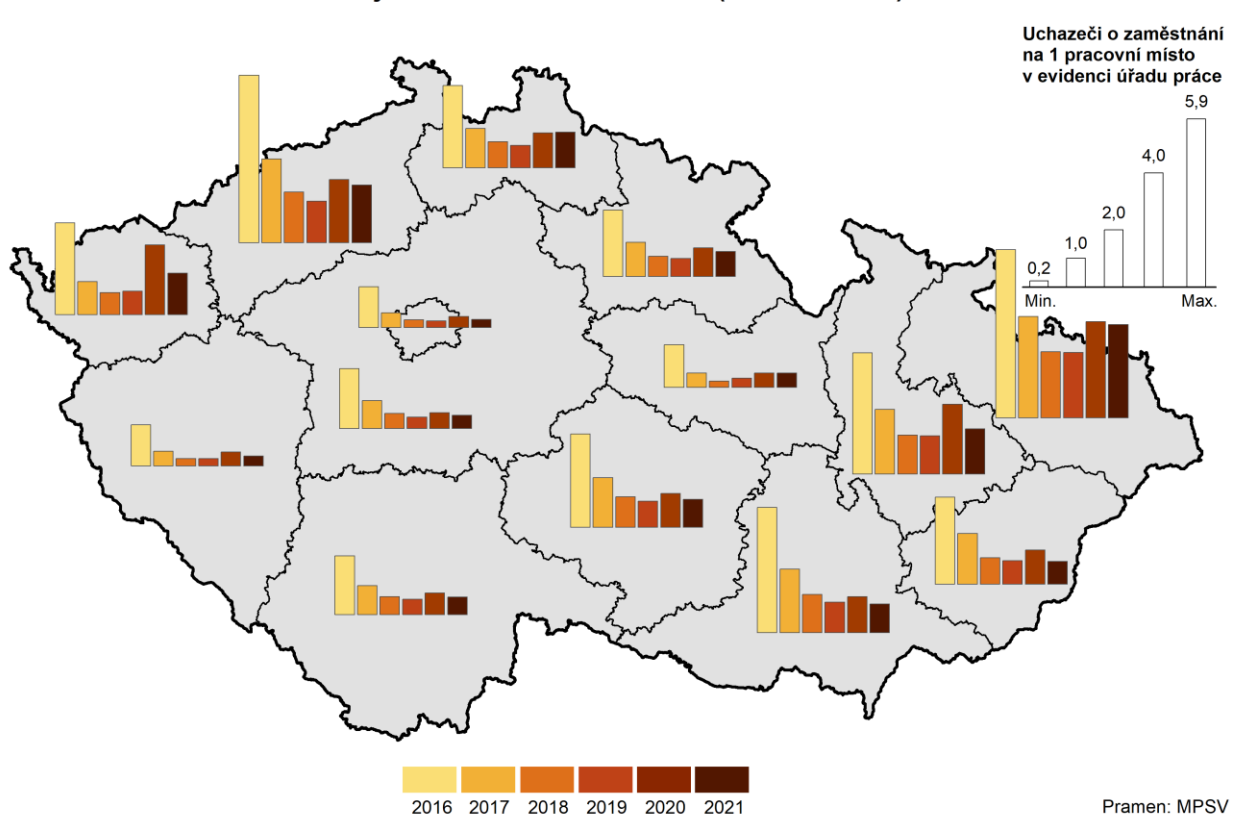 Uchazeči o zaměstnání
na 1 pracovní místo
v evidenci úřadu práce
5,9
4,0
2,0
1,0
0,2
Min.
Max.
2016 2017 2018 2019 2020 2021
Pramen: MPSV